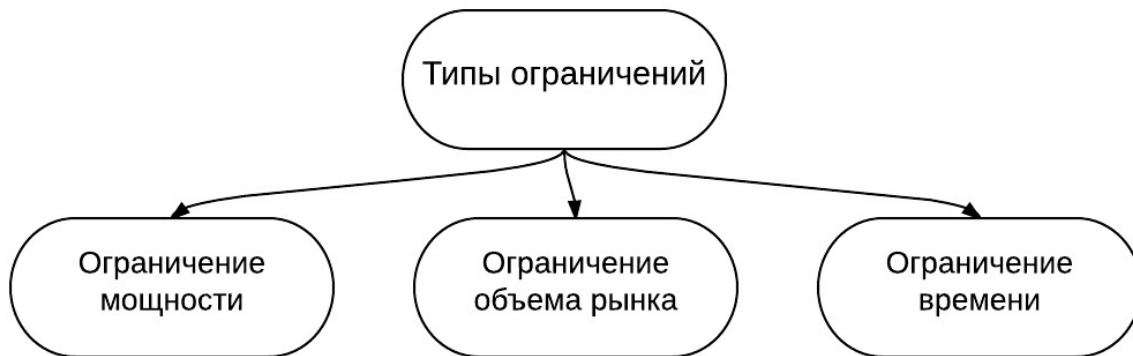 Типы ограничений
Ограничение
мощности
Ограничение
объема рынка
Ограничение
времени